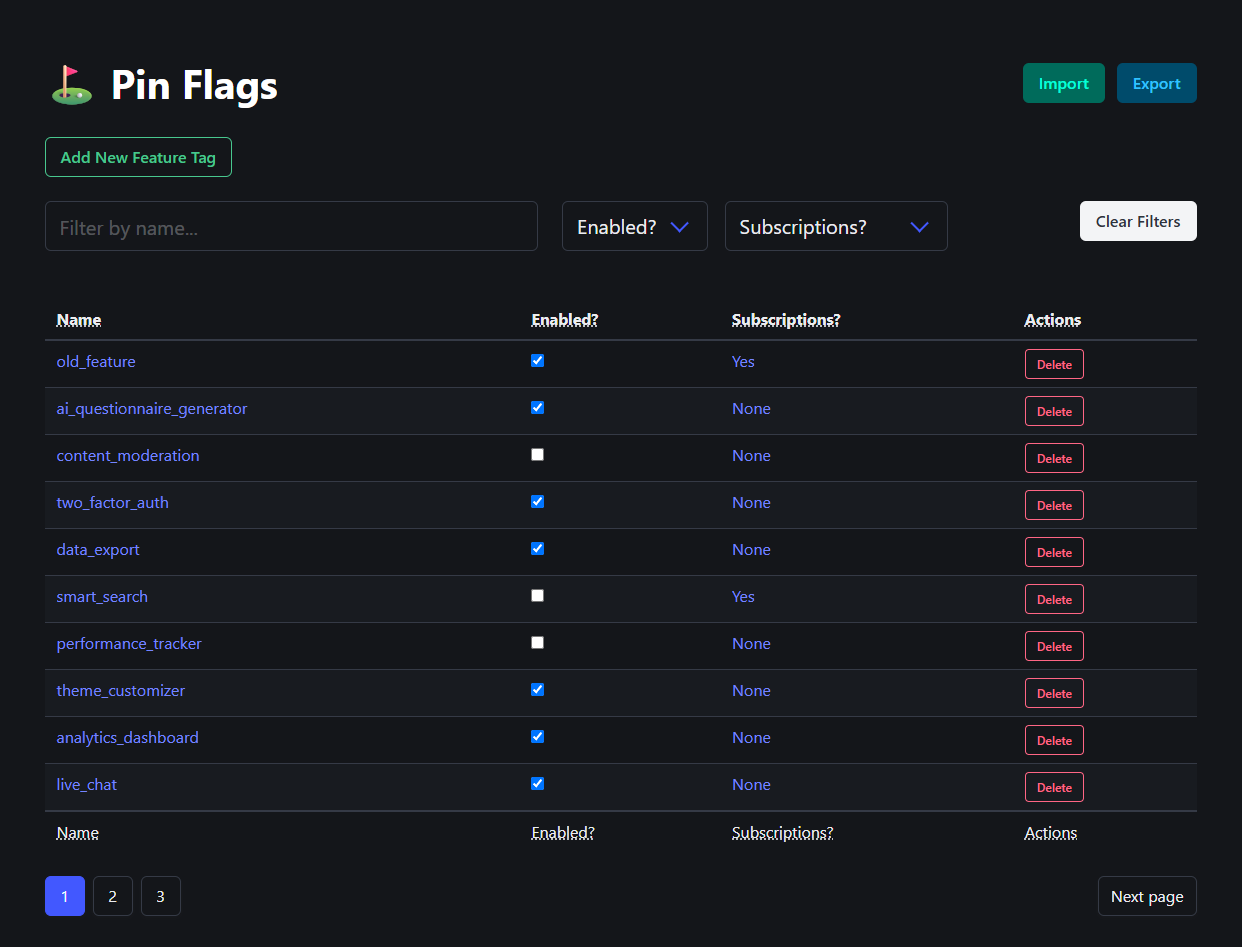 Pin Flags
Import Export
Add New Feature Tag
Filter by name... Enabled? Subscriptions? Clear Filters
Name Enabled? Subscriptions? Actions
old_feature Yes Delete
ai_questionnaire_generator None Delete
content_moderation None Delete
two_factor_auth None Delete
data_export None Delete
smart_search Yes Delete
performance_tracker None Delete
theme_customizer None Delete
analytics_dashboard None Delete
live_chat None Delete
Name Enabled? Subscriptions? Actions
1 2 3 Next page